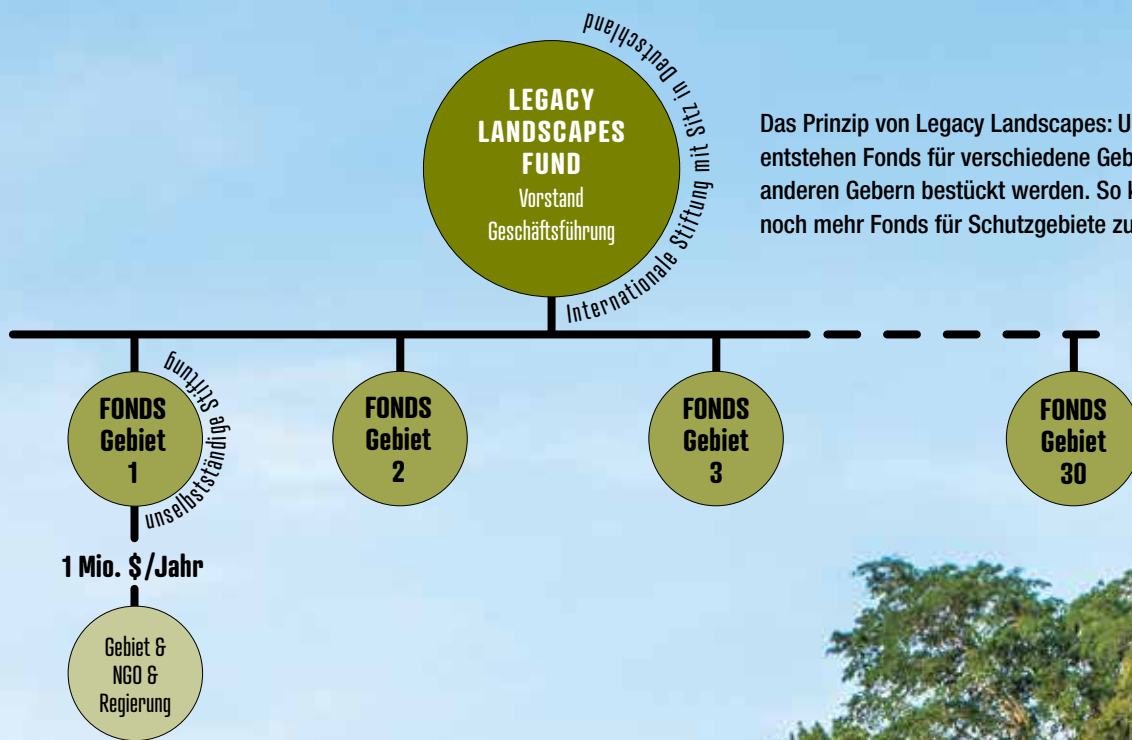 LEGACY
LANDSCAPES
FUND
Vorstand
Geschäftsführung
Internationale Stiftung mit Sitz in Deutschland
Das Prinzip von Legacy Landscapes: U
entstehen Fonds für verschiedene Geb
anderen Gebern bestückt werden. So k
noch mehr Fonds für Schutzgebiete zu
FONDS
Gebiet
1
unselbstständige Stiftung
FONDS
Gebiet
2
FONDS
Gebiet
3
FONDS
Gebiet
30
1 Mio. $/Jahr
Gebiet &
NGO &
Regierung